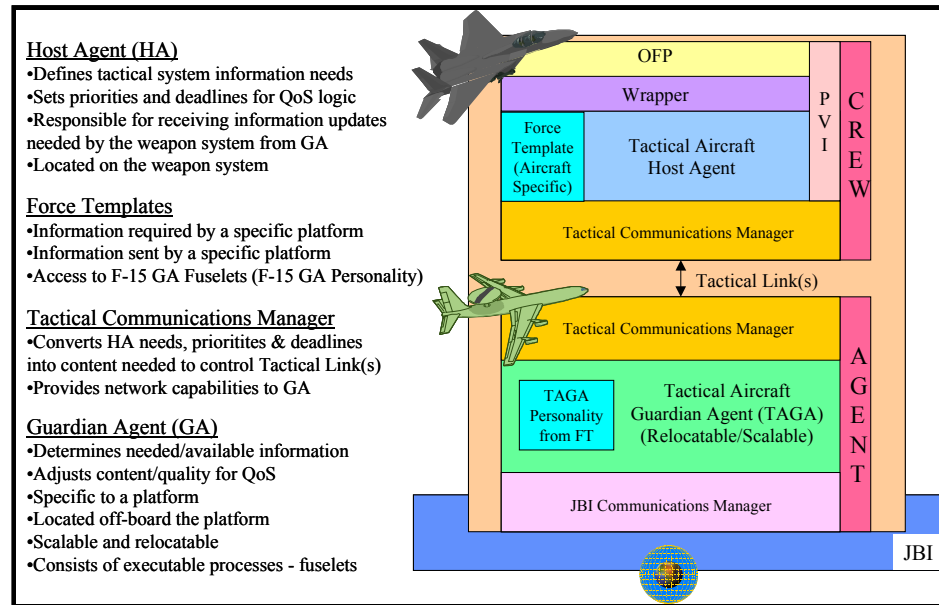 Host Agent (HA)
•Defines tactical system information needs
•Sets priorities and deadlines for QoS logic
•Responsible for receiving information updates
needed by the weapon system from GA
•Located on the weapon system
Force Templates
•Information required by a specific platform
•Information sent by a specific platform
•Access to F-15 GA Fuselets (F-15 GA Personality)
Tactical Communications Manager
•Converts HA needs, prioritites & deadlines
into content needed to control Tactical Link(s)
•Provides network capabilities to GA
Guardian Agent (GA)
•Determines needed/available information
•Adjusts content/quality for QoS
•Specific to a platform
•Located off-board the platform
•Scalable and relocatable
•Consists of executable processes - fuselets
OFP
Wrapper
Force
Template
(Aircraft
Specific)
Tactical Aircraft
Host Agent
PVI
CREW
Tactical Communications Manager
Tactical Link(s)
Tactical Communications Manager
TAGA
Personality
from FT
Tactical Aircraft
Guardian Agent (TAGA)
(Relocatable/Scalable)
AGENT
JBI Communications Manager
JBI